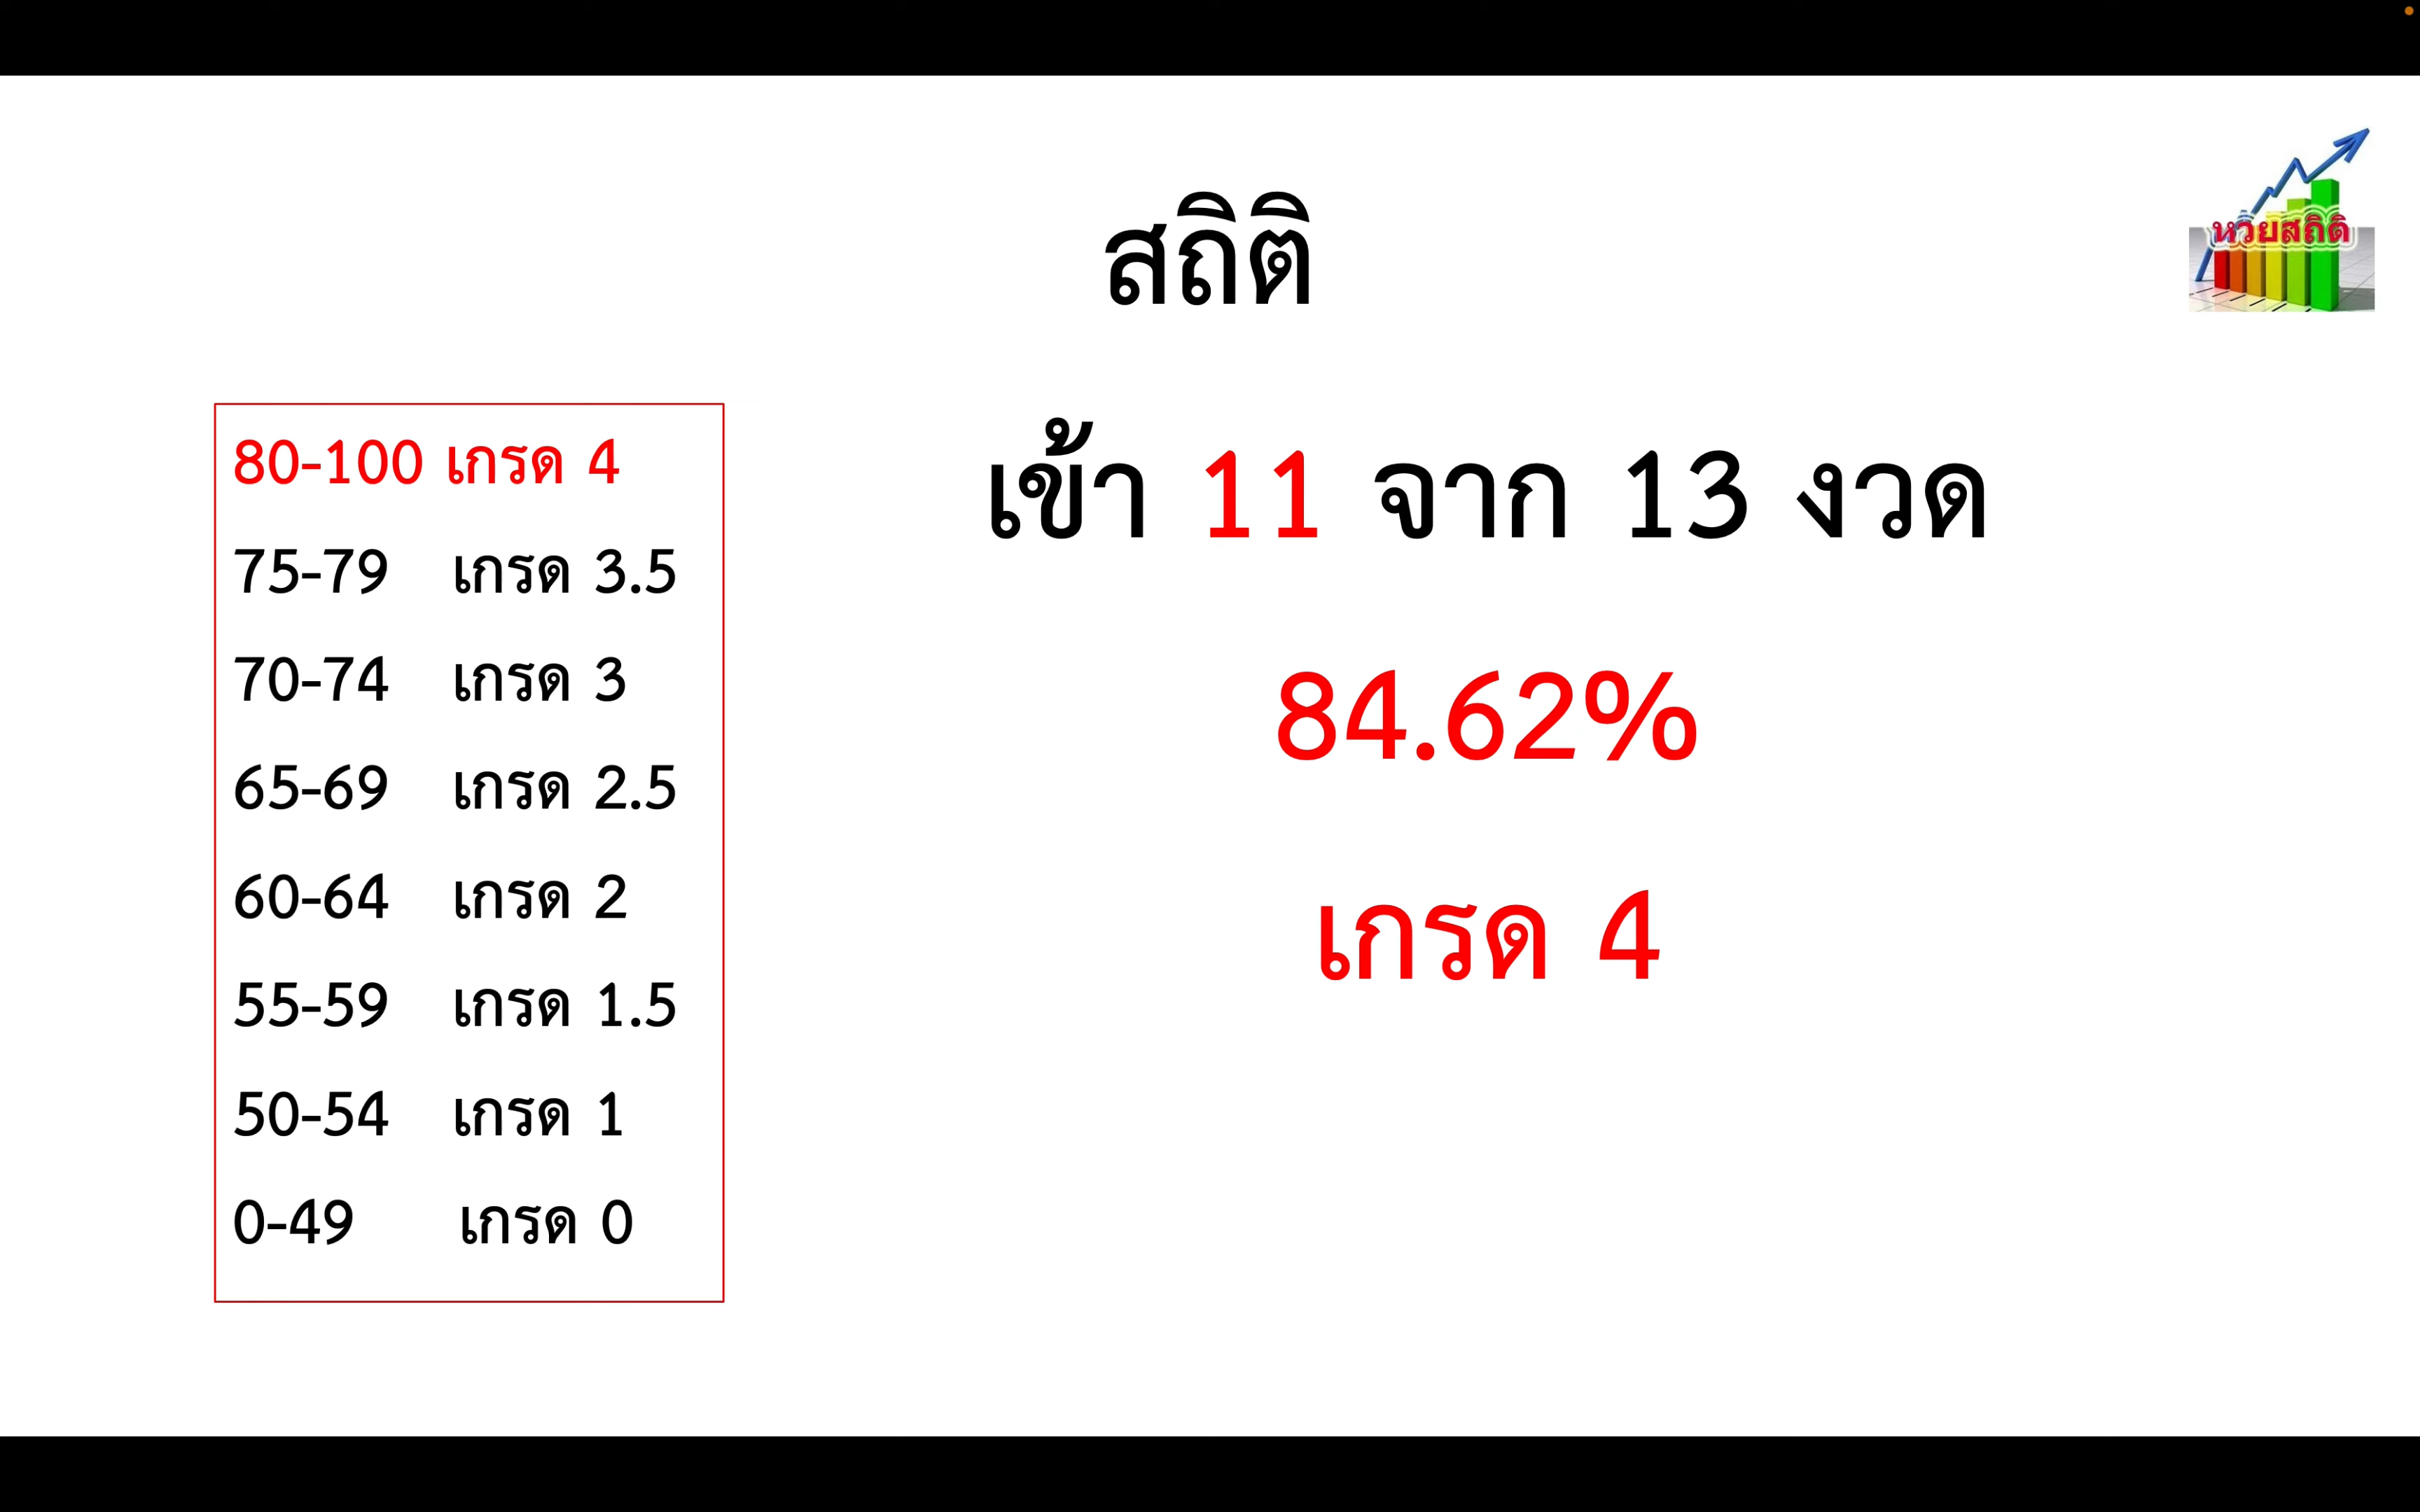 สถิติ
หวยสถิติ
80-100 เกรด 4
75-79 เกรด 3.5
70-74 เกรด 3
65-69 เกรด 2.5
60-64 เกรด 2
55-59 เกรด 1.5
50-54 เกรด 1
0-49 เกรด 0
เข้า 11 จาก 13 งวด
84.62%
เกรด 4